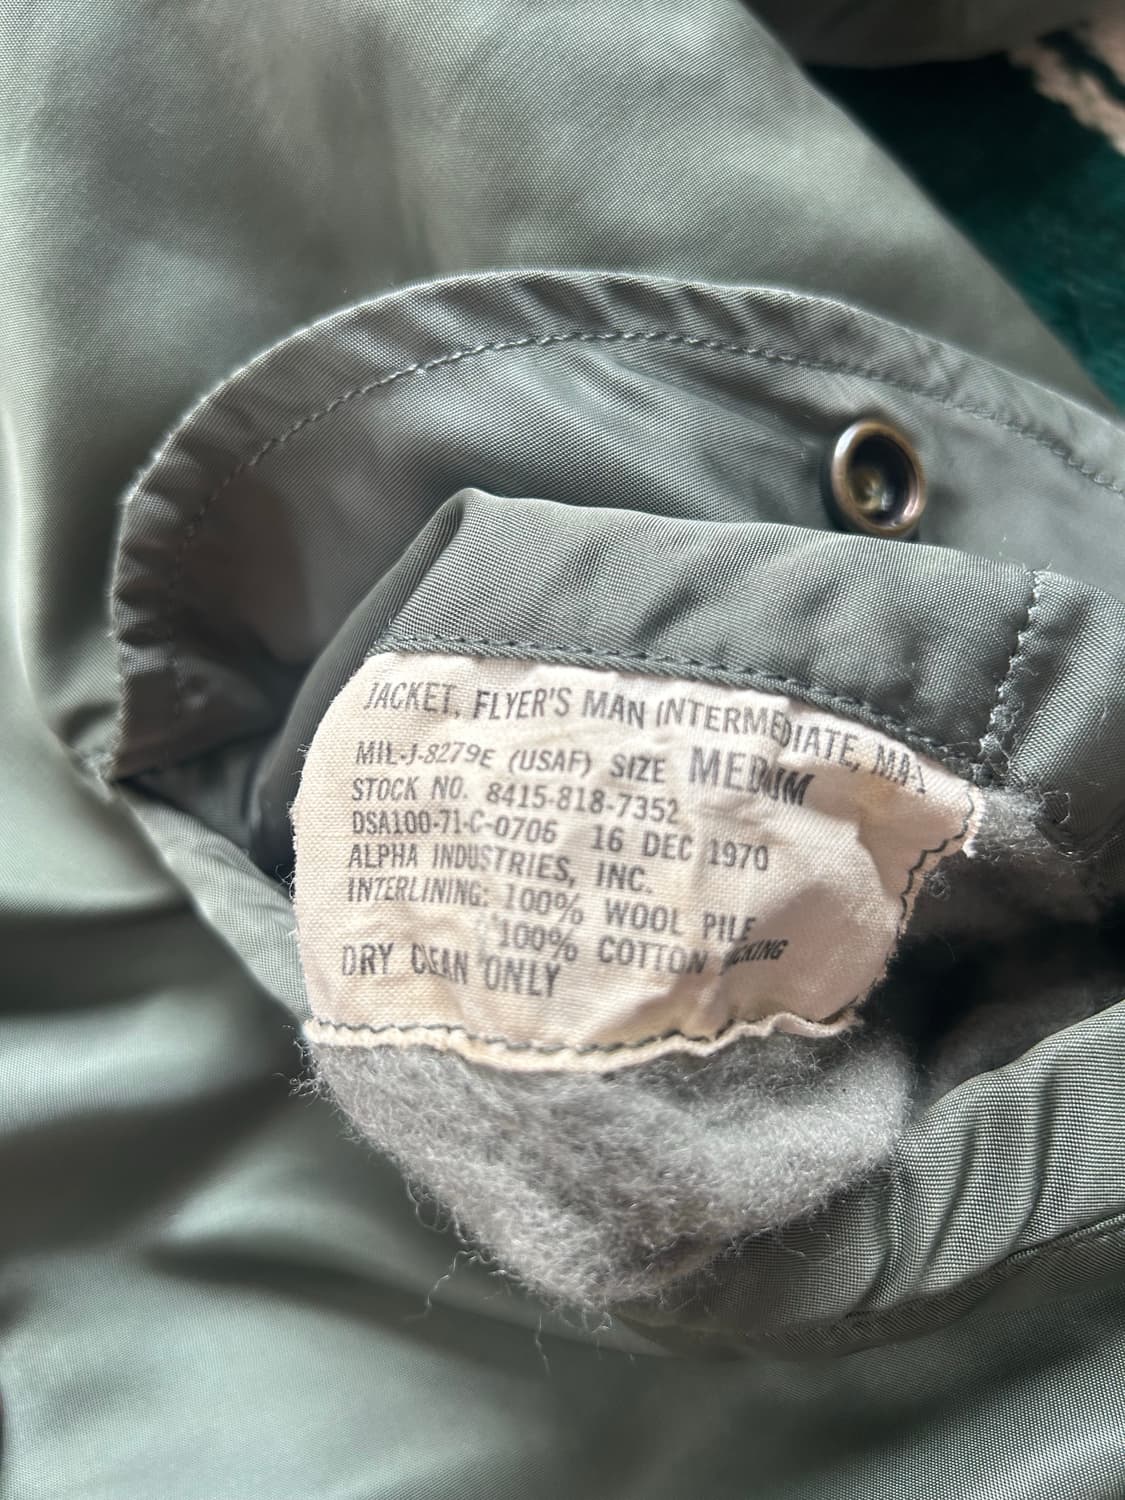 JACKET, FLYER'S MAN INTERMEDIATE, MA-1
MIL-J-8279E (USAF) SIZE MEDIUM
STOCK NO. 8415-818-7352
DSA100-71-C-0706 16 DEC 1970
ALPHA INDUSTRIES, INC.
INTERLINING: 100% WOOL PILE
100% COTTON
DRY CLEAN ONLY